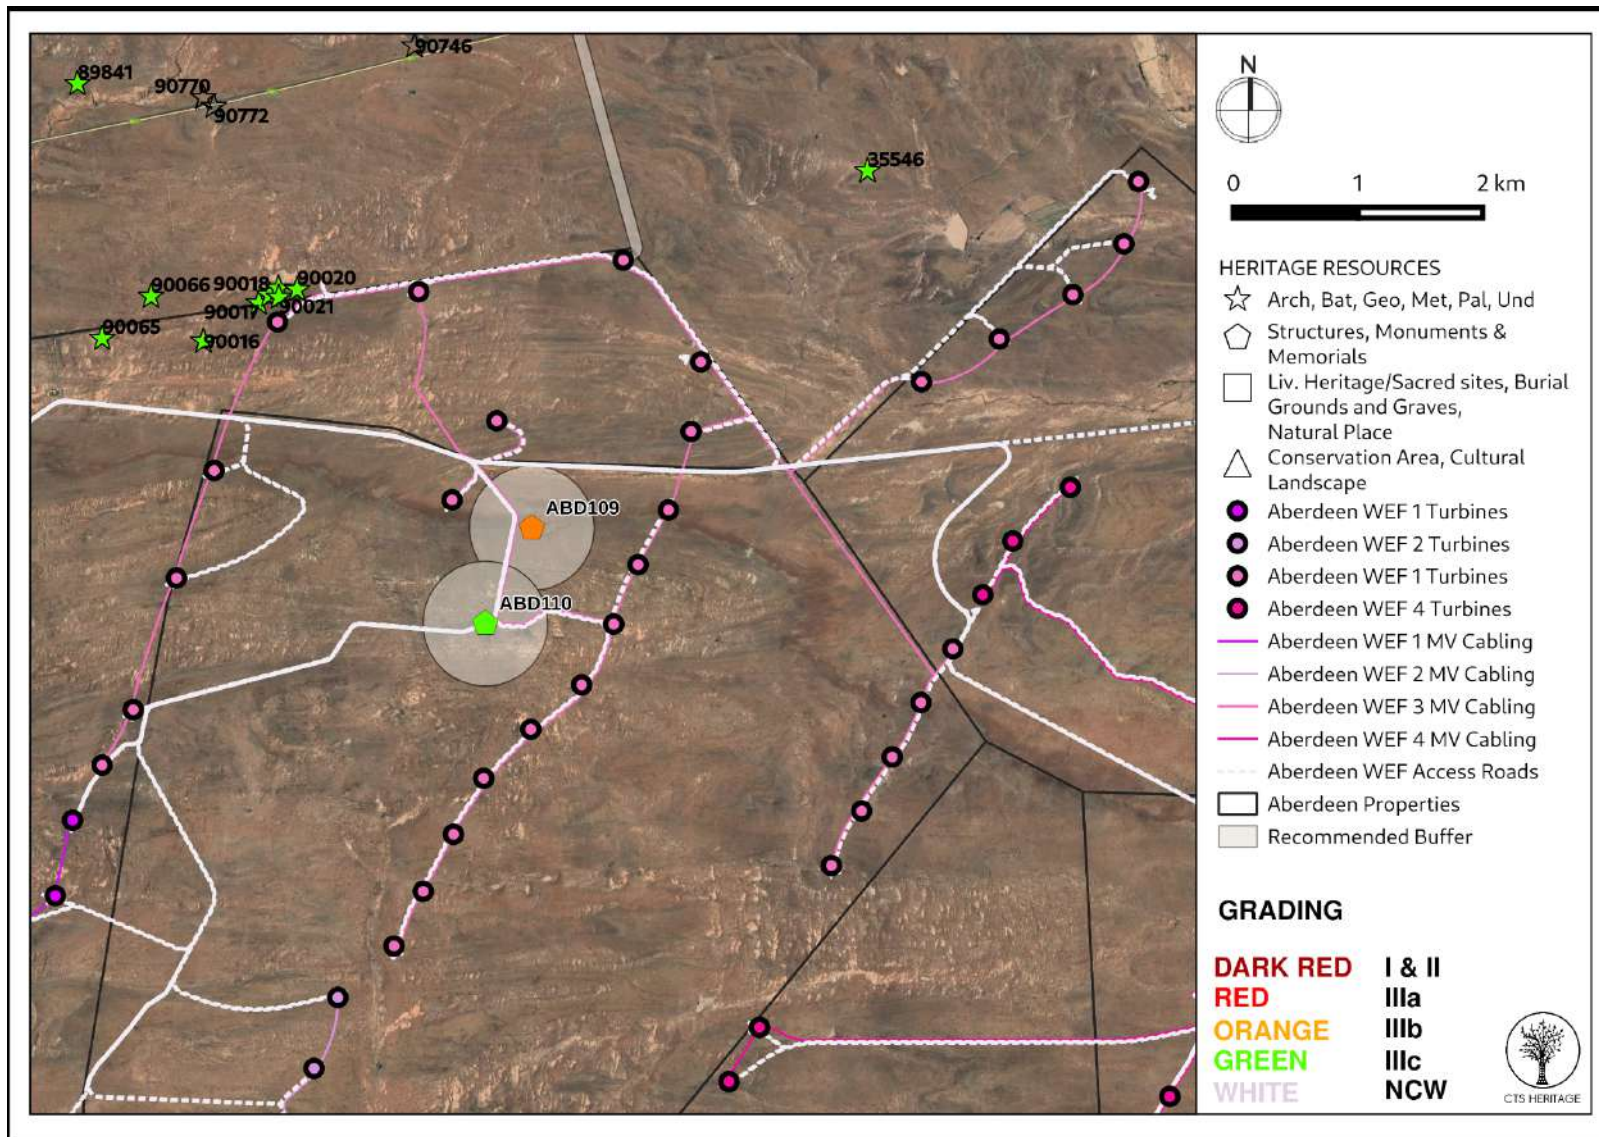 90746
89841
90770
90772
35546
90066
90018
90020
90017
90021
90065
90016
ABD109
ABD110
N
0 1 2 km
HERITAGE RESOURCES
Arch, Bat, Geo, Met, Pal, Und
Structures, Monuments &
Memorials
Liv. Heritage/Sacred sites, Burial
Grounds and Graves,
Natural Place
Conservation Area, Cultural
Landscape
Aberdeen WEF 1 Turbines
Aberdeen WEF 2 Turbines
Aberdeen WEF 1 Turbines
Aberdeen WEF 4 Turbines
Aberdeen WEF 1 MV Cabling
Aberdeen WEF 2 MV Cabling
Aberdeen WEF 3 MV Cabling
Aberdeen WEF 4 MV Cabling
Aberdeen WEF Access Roads
Aberdeen Properties
Recommended Buffer
GRADING
DARK RED I & II
RED IIIa
ORANGE IIIb
GREEN IIIc
WHITE NCW
CTS HERITAGE